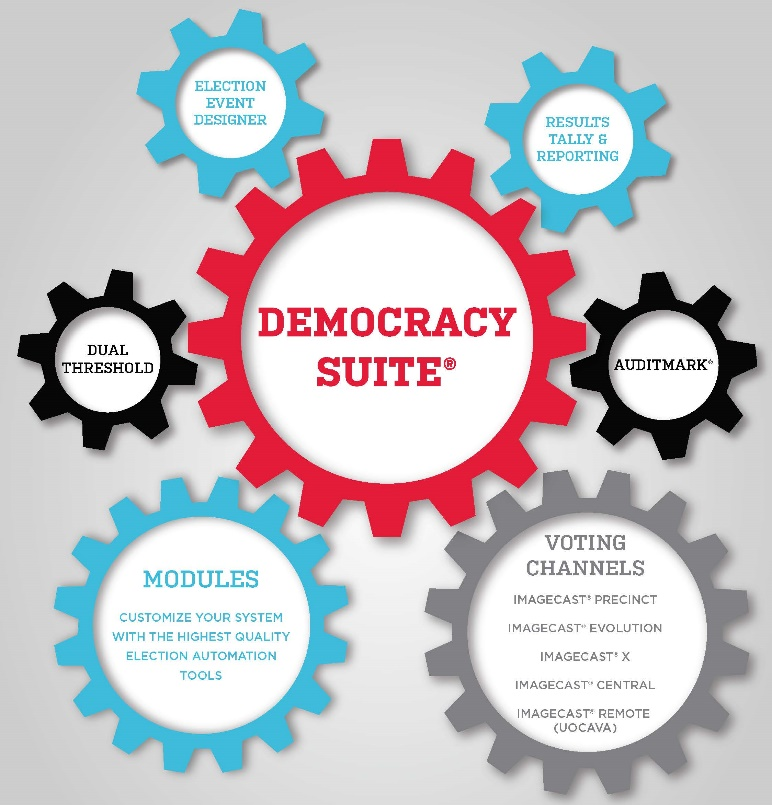 ELECTION
EVENT
DESIGNER
RESULTS
TALLY &
REPORTING
DEMOCRACY
SUITE®
DUAL
THRESHOLD
AUDITMARK®
MODULES
CUSTOMIZE YOUR SYSTEM
WITH THE HIGHEST QUALITY
ELECTION AUTOMATION
TOOLS
VOTING
CHANNELS
IMAGECAST® PRECINCT
IMAGECAST® EVOLUTION
IMAGECAST® X
IMAGECAST® CENTRAL
IMAGECAST® REMOTE
(UOCAVA)